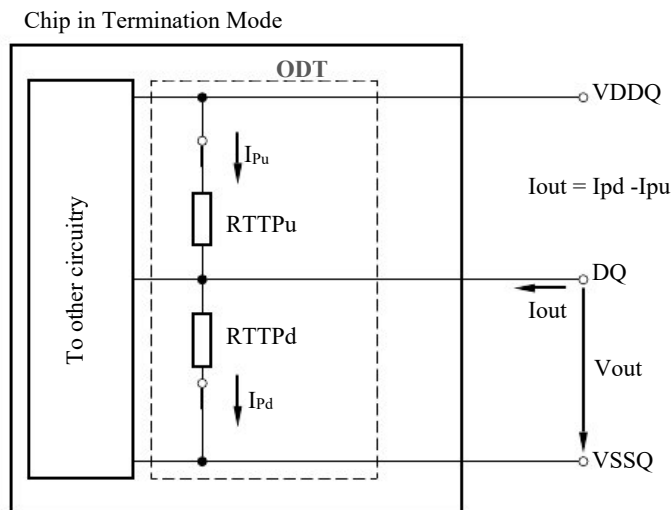 Chip in Termination Mode
ODT
VDDQ
IPu
Iout = Ipd -Ipu
RTTPu
To other circuitry
DQ
Iout
RTTPd
Vout
IPd
VSSQ